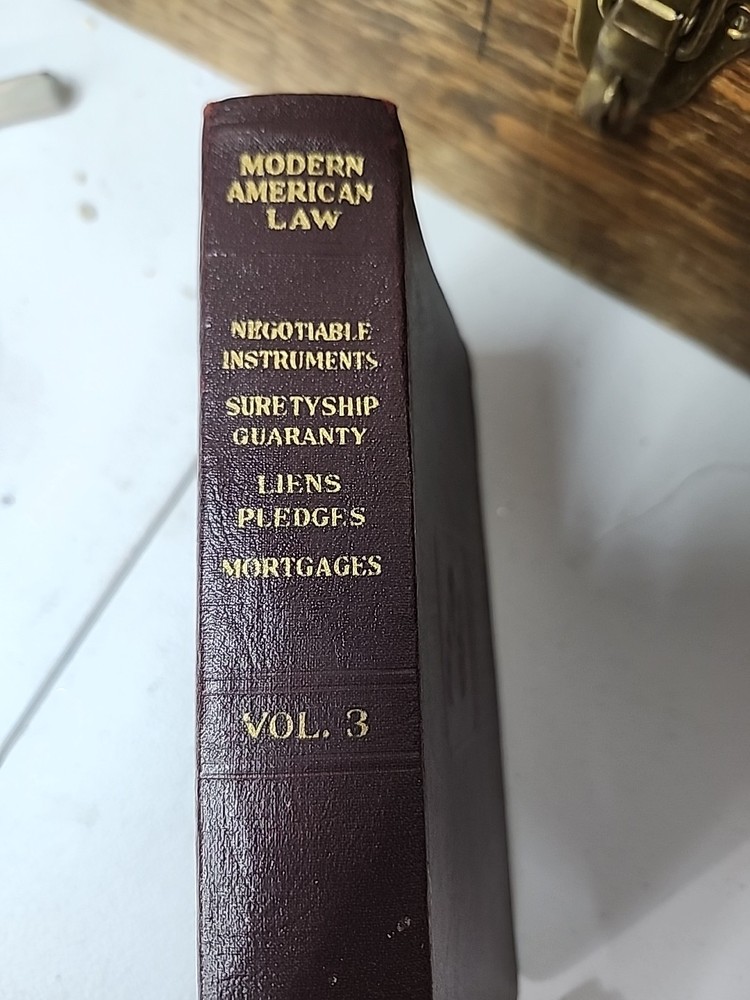 MODERN
AMERICAN
LAW
NEGOTIABLE
INSTRUMENTS
SURETYSHIP
GUARANTY
LIENS
PLEDGES
MORTGAGES
VOL. 3